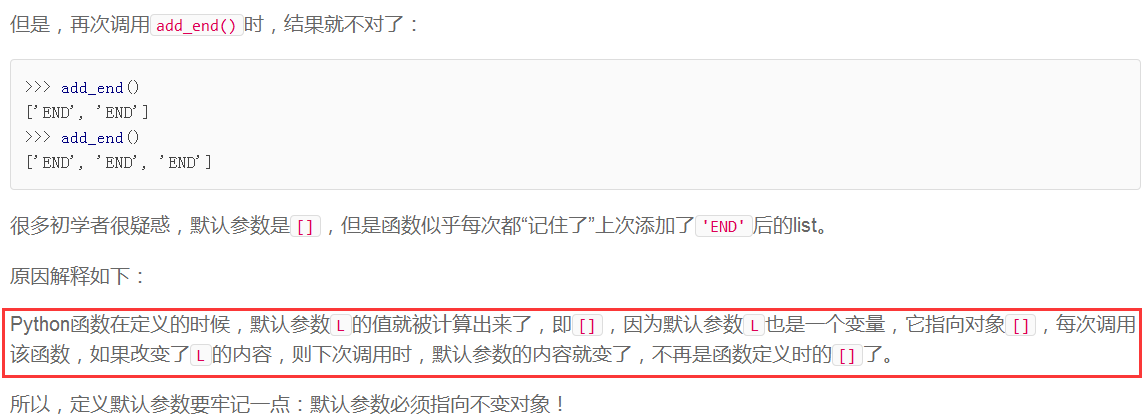 但是，再次调用add_end()时，结果就不对了：
>>> add_end()
['END', 'END']
>>> add_end()
['END', 'END', 'END']
很多初学者很疑惑，默认参数是[]，但是函数似乎每次都“记住了”上次添加了'END'后的list。
原因解释如下：
Python函数在定义的时候，默认参数L的值就被计算出来了，即[]，因为默认参数L也是一个变量，它指向对象[]，每次调用
该函数，如果改变了L的内容，则下次调用时，默认参数的内容就变了，不再是函数定义时的[]了。
所以，定义默认参数要牢记一点：默认参数必须指向不变对象！